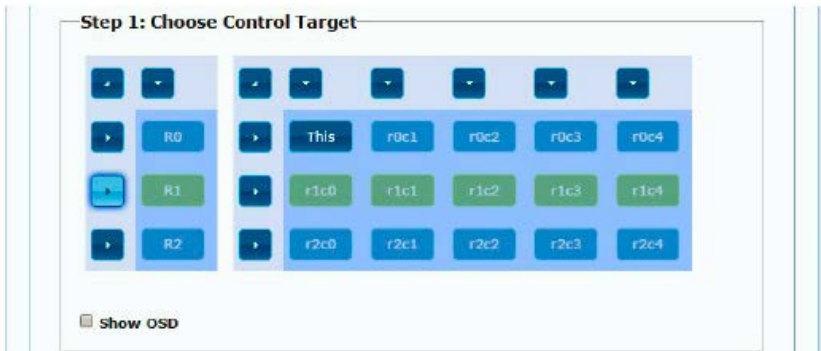 Step 1: Choose Control Target
R0 This r0c1 r0c2 r0c3 r0c4
R1 r1c0 r1c1 r1c2 r1c3 r1c4
R2 r2c0 r2c1 r2c2 r2c3 r2c4
Show OSD